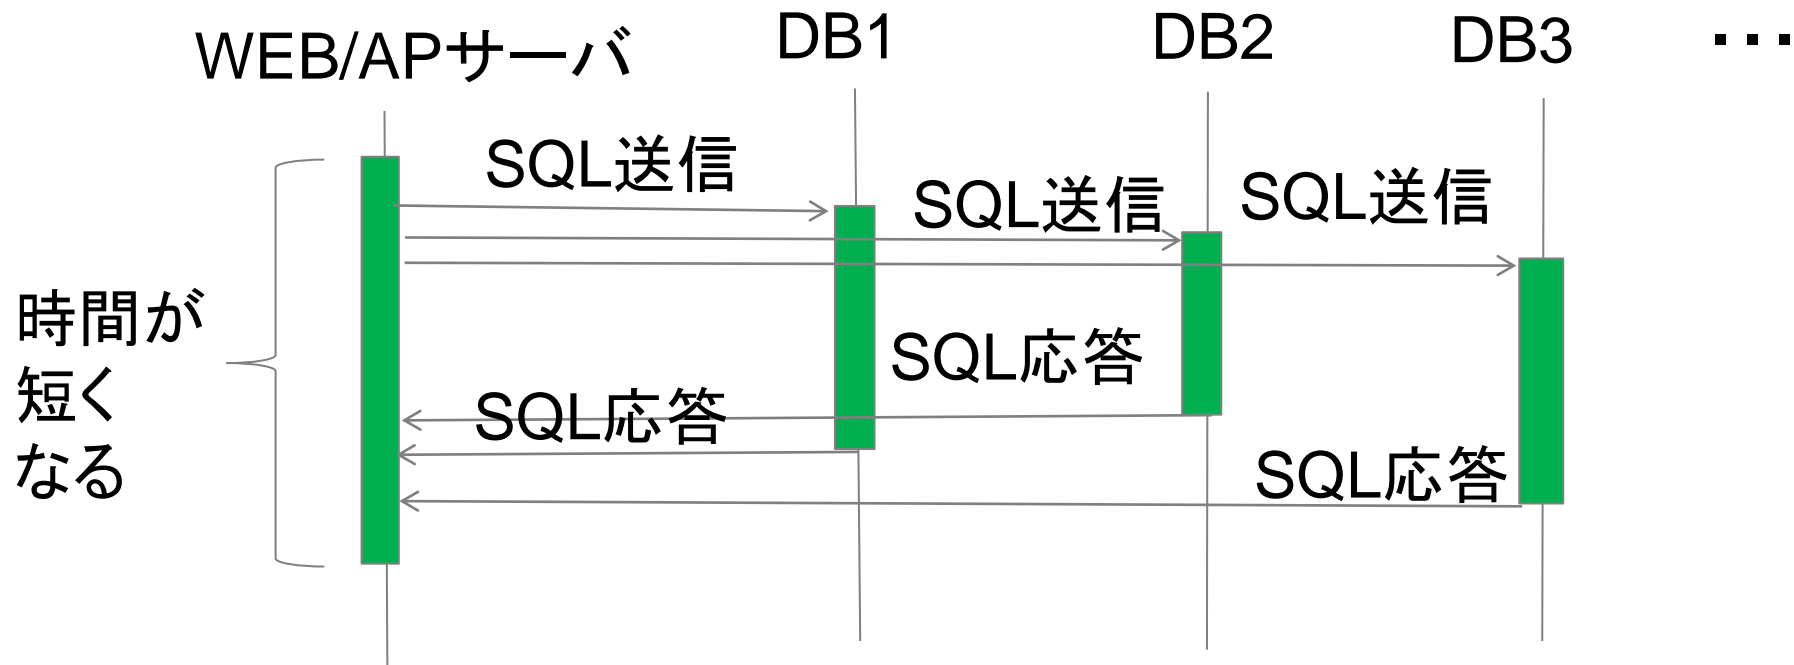 WEB/APサーバ
DB1
DB2
DB3
・・・
SQL送信
SQL送信
SQL送信
時間が
短く
なる
SQL応答
SQL応答
SQL応答